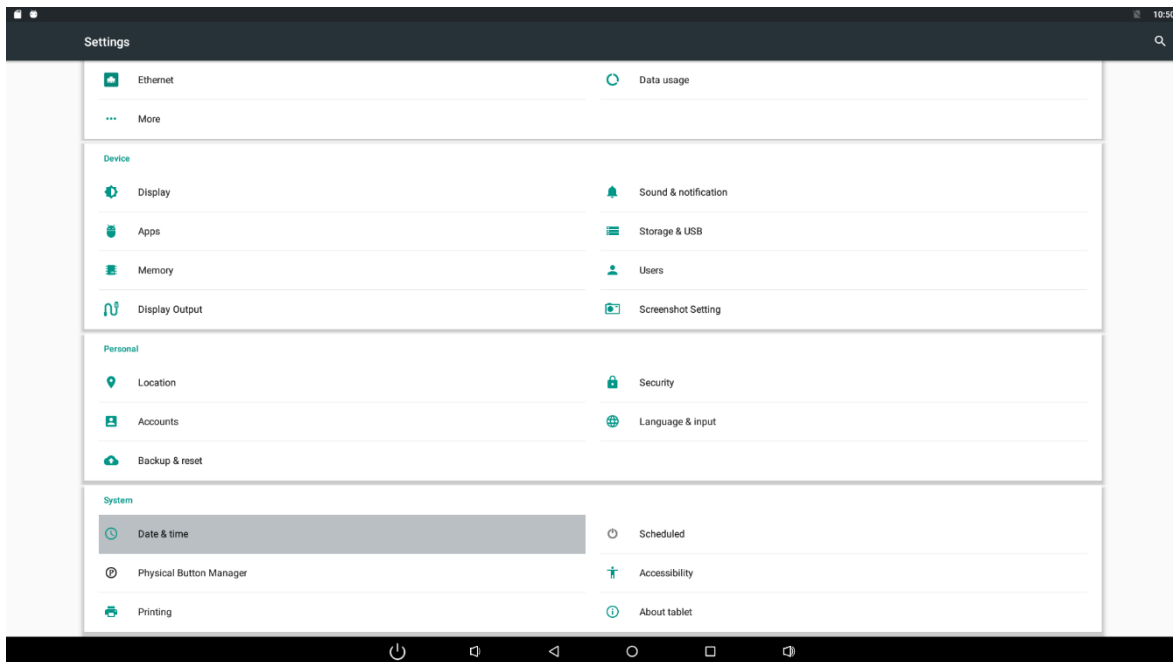 10:50
Settings
Ethernet
Data usage
More
Device
Display
Sound & notification
Apps
Storage & USB
Memory
Users
Display Output
Screenshot Setting
Personal
Location
Security
Accounts
Language & input
Backup & reset
System
Date & time
Scheduled
Physical Button Manager
Accessibility
Printing
About tablet